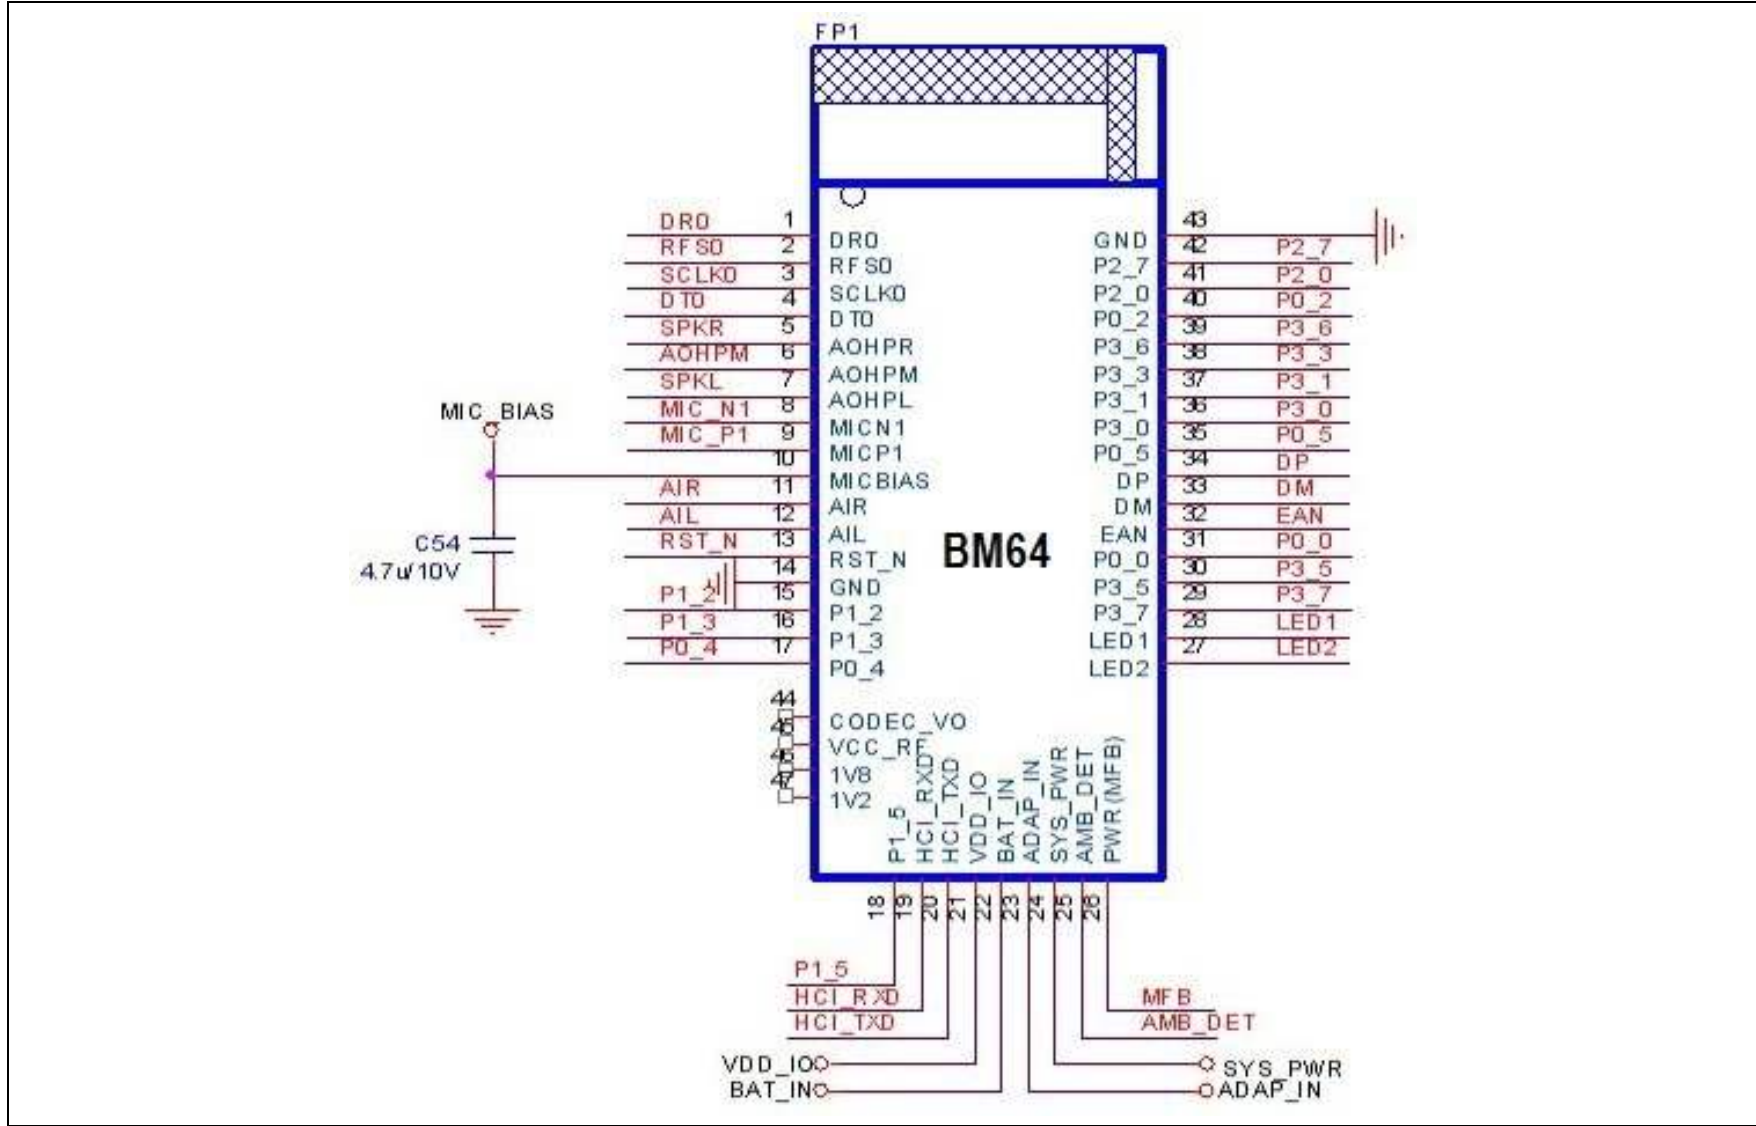 FP1
DR0 1 DR0
RFS0 2 RFS0
SCLK0 3 SCLK0
DT0 4 DT0
SPKR 5 AOHPR
AOHPM 6 AOHPM
SPKL 7 AOHPL
MIC_N1 8 MICN1
MIC_P1 9 MICP1
MIC_BIAS
10 MICBIAS
AIR 11 AIR
AIL 12 AIL
RST_N 13 RST_N
14 GND
P1_2 15 P1_2
P1_3 16 P1_3
P0_4 17 P0_4
C54
4.7u/10V
BM64
43 GND
P2_7 42 P2_7
P2_0 41 P2_0
P0_2 40 P0_2
P3_6 39 P3_6
P3_3 38 P3_3
P3_1 37 P3_1
P3_0 36 P3_0
P0_5 35 P0_5
DP 34 DP
DM 33 DM
EAN 32 EAN
P0_0 31 P0_0
P3_5 30 P3_5
P3_7 29 P3_7
LED1 28 LED1
LED2 27 LED2
44 CODEC_VO
45 VCC_RF
46 1V8
47 1V2
P1_5 18 P1_5
HCI_RXD 19 HCI_RXD
HCI_TXD 20 HCI_TXD
VDD_IO 21 VDD_IO
BAT_IN 22 BAT_IN
ADAP_IN 23 ADAP_IN
SYS_PWR 24 SYS_PWR
AMB_DET 25 AMB_DET
PWR(MFB) 26 MFB